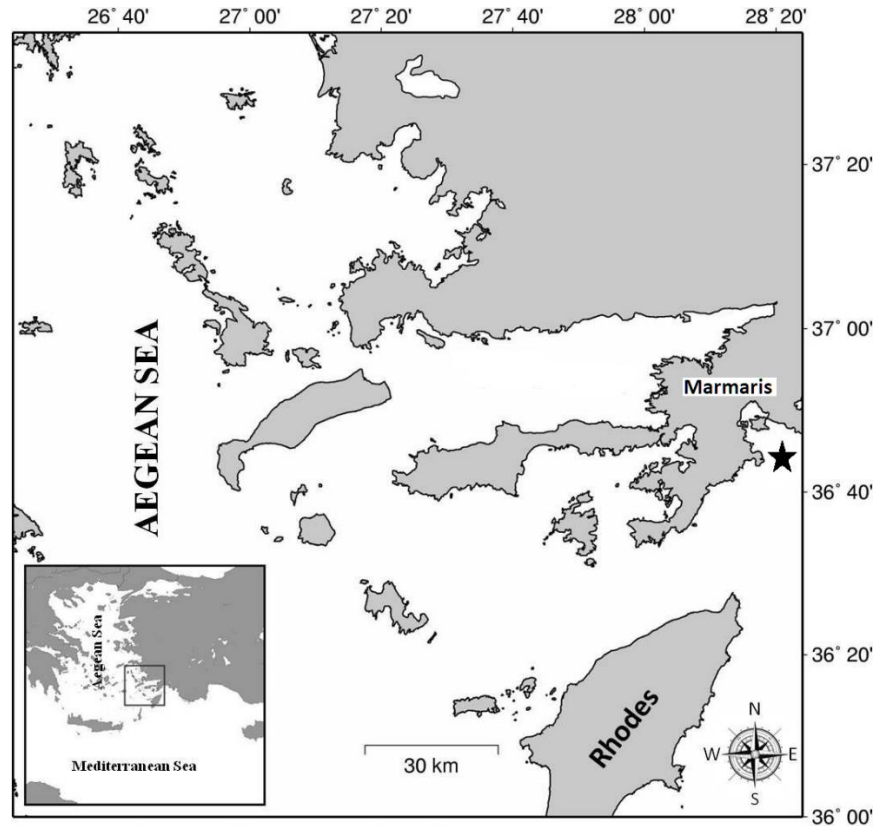 26° 40'
27° 00'
27° 20'
27° 40'
28° 00'
28° 20'
37° 20'
37° 00'
36° 40'
36° 20'
36° 00'
Marmaris
AEGEAN SEA
Rhodes
30 km
N
W
E
S
Aegean Sea
Mediterranean Sea